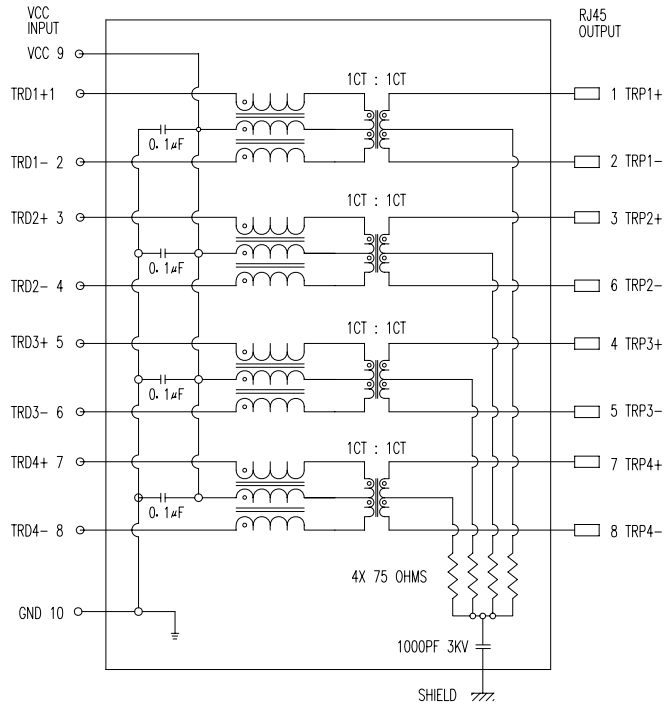 VCC
INPUT
RJ45
OUTPUT
VCC 9
1CT : 1CT
TRD1+1
1 TRP1+
0.1μF
TRD1- 2
2 TRP1-
1CT : 1CT
TRD2+ 3
3 TRP2+
0.1μF
TRD2- 4
6 TRP2-
1CT : 1CT
TRD3+ 5
4 TRP3+
0.1μF
TRD3- 6
5 TRP3-
1CT : 1CT
TRD4+ 7
7 TRP4+
0.1μF
TRD4- 8
8 TRP4-
4X 75 OHMS
GND 10
1000PF 3KV
SHIELD